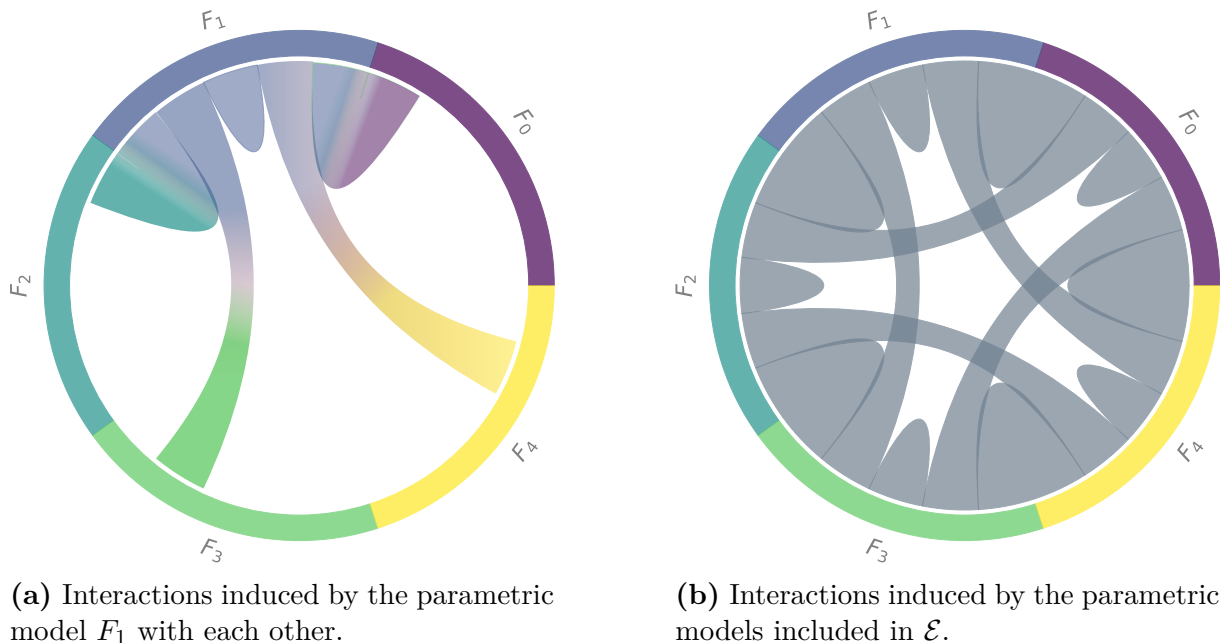 F₁
F₀
F₂
F₃
F₄
F₁
F₀
F₂
F₃
F₄
(a) Interactions induced by the parametric
model F₁ with each other.
(b) Interactions induced by the parametric
models included in ℰ.